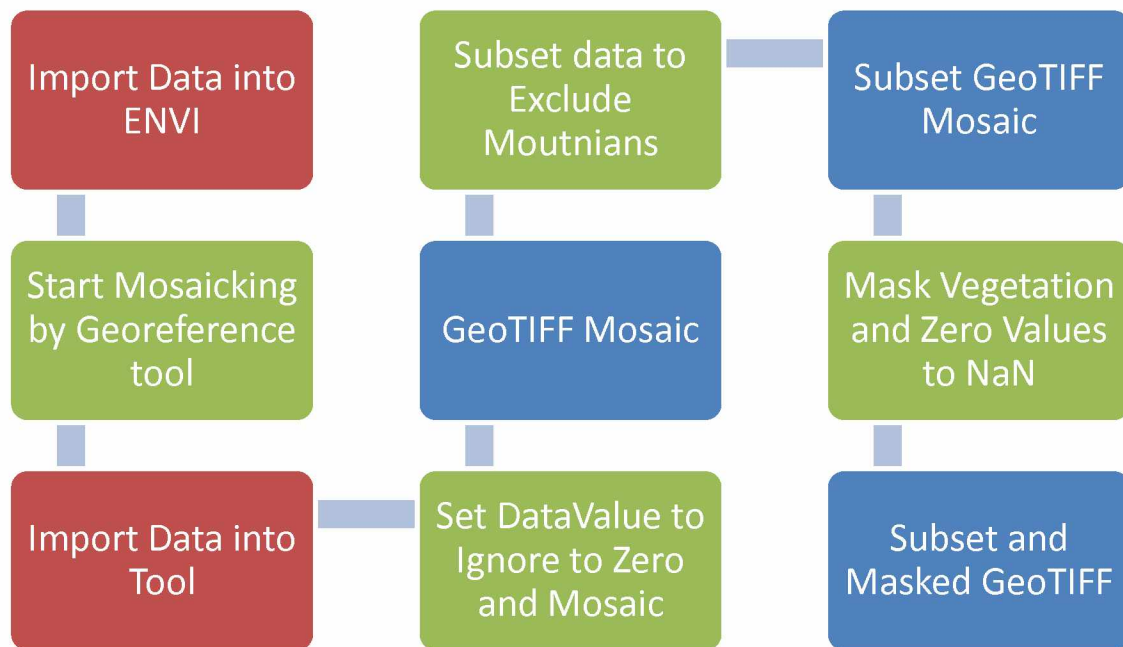 Import Data into
ENVI
Start Mosaicking
by Georeference
tool
Import Data into
Tool
Set DataValue to
Ignore to Zero
and Mosaic
GeoTIFF Mosaic
Subset data to
Exclude
Moutnians
Subset GeoTIFF
Mosaic
Mask Vegetation
and Zero Values
to NaN
Subset and
Masked GeoTIFF